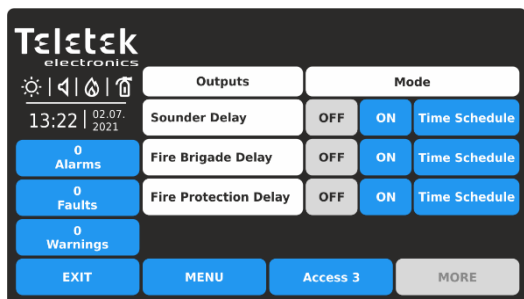 Teletek
electronics
13:22 02.07.
2021
0
Alarms
0
Faults
0
Warnings
EXIT
Outputs Mode
Sounder Delay OFF ON Time Schedule
Fire Brigade Delay OFF ON Time Schedule
Fire Protection Delay OFF ON Time Schedule
MENU Access 3 MORE